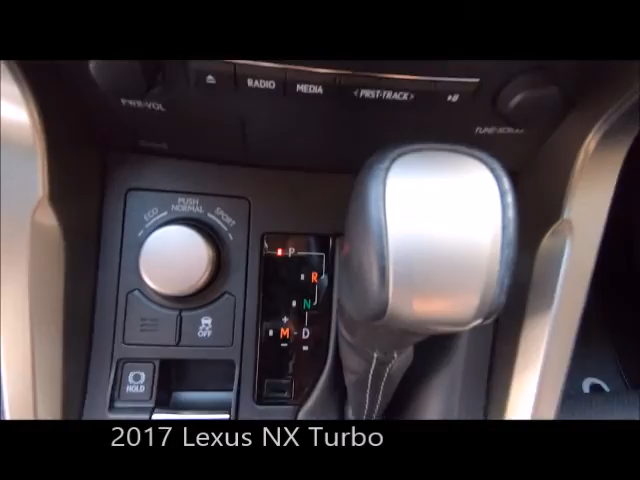 RADIO
MEDIA
<PRST·TRACK>
PWR·VOL
TUNE·SCROLL
PUSH
NORMAL
ECO
SPORT
P
R
N
+
M - D
-
OFF
HOLD
2017 Lexus NX Turbo